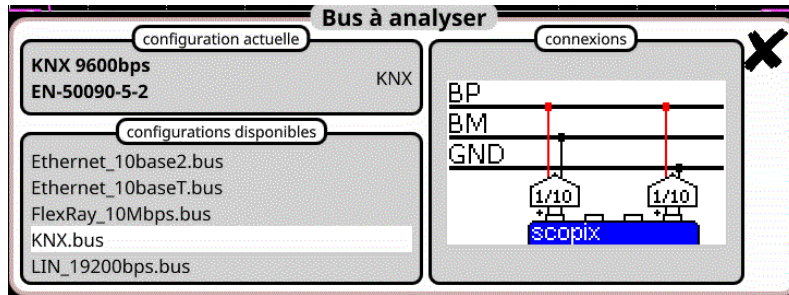 Bus à analyser
configuration actuelle
KNX 9600bps
EN-50090-5-2
KNX
configurations disponibles
Ethernet_10base2.bus
Ethernet_10baseT.bus
FlexRay_10Mbps.bus
KNX.bus
LIN_19200bps.bus
connexions
BP
BM
GND
1/10 1/10
scopix